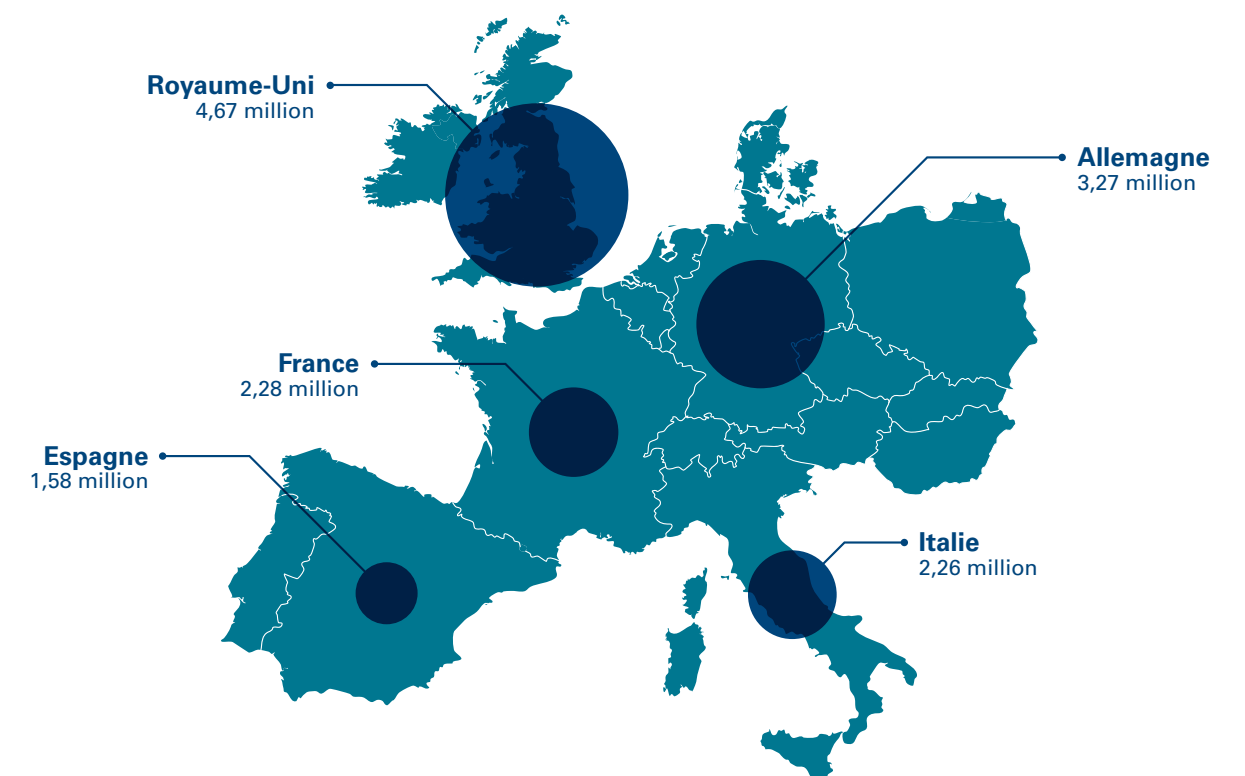 Royaume-Uni
4,67 million
Allemagne
3,27 million
France
2,28 million
Espagne
1,58 million
Italie
2,26 million